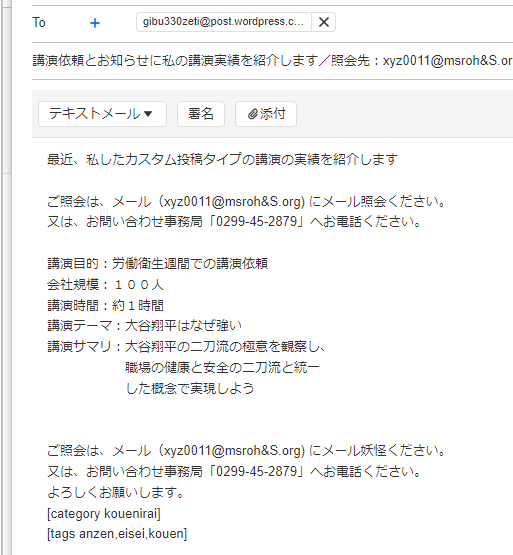 To + gibu330zeti@post.wordpress.c... ×
講演依頼とお知らせに私の講演実績を紹介します／照会先：xyz0011@msroh&S.or
テキストメール▼ 署名 添付
最近、私したカスタム投稿タイプの講演の実績を紹介します
ご照会は、メール（xyz0011@msroh&S.org) にメール照会ください。
又は、お問い合わせ事務局「0299-45-2879」へお電話ください。
講演目的：労働衛生週間での講演依頼
会社規模：１００人
講演時間：約１時間
講演テーマ：大谷翔平はなぜ強い
講演サマリ：大谷翔平の二刀流の極意を観察し、
職場の健康と安全の二刀流と統一
した概念で実現しよう
ご照会は、メール（xyz0011@msroh&S.org) にメール妖怪ください。
又は、お問い合わせ事務局「0299-45-2879」へお電話ください。
よろしくお願いします。
[category kouenirai]
[tags anzen,eisei,kouen]